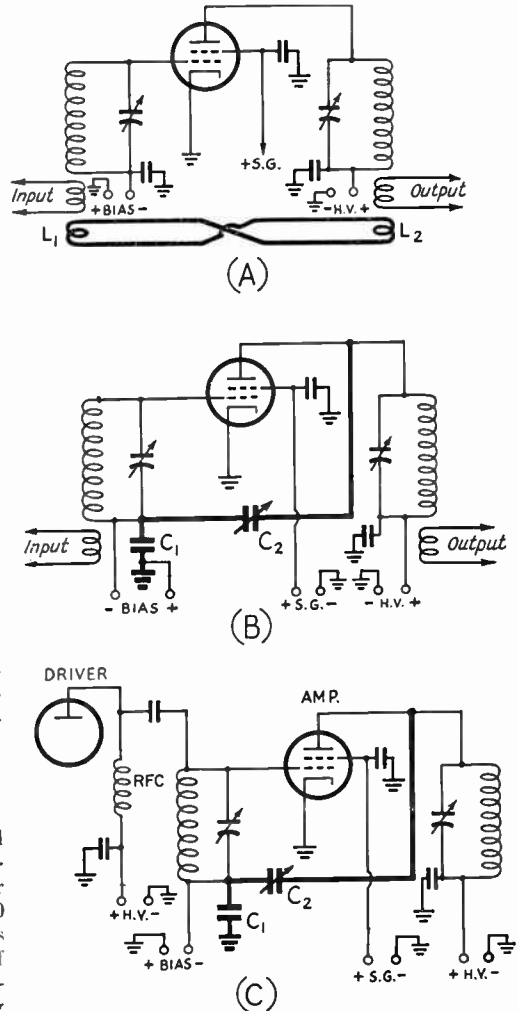 +S.G.
Input
+BIAS-
-H.V.+
Output
L1
L2
(A)
Input
C1
C2
Output
- BIAS +
+S.G.-
-H.V.+
(B)
DRIVER
AMP.
RFC
+H.V.-
C1
C2
+BIAS-
+S.G.-
+H.V.-
(C)